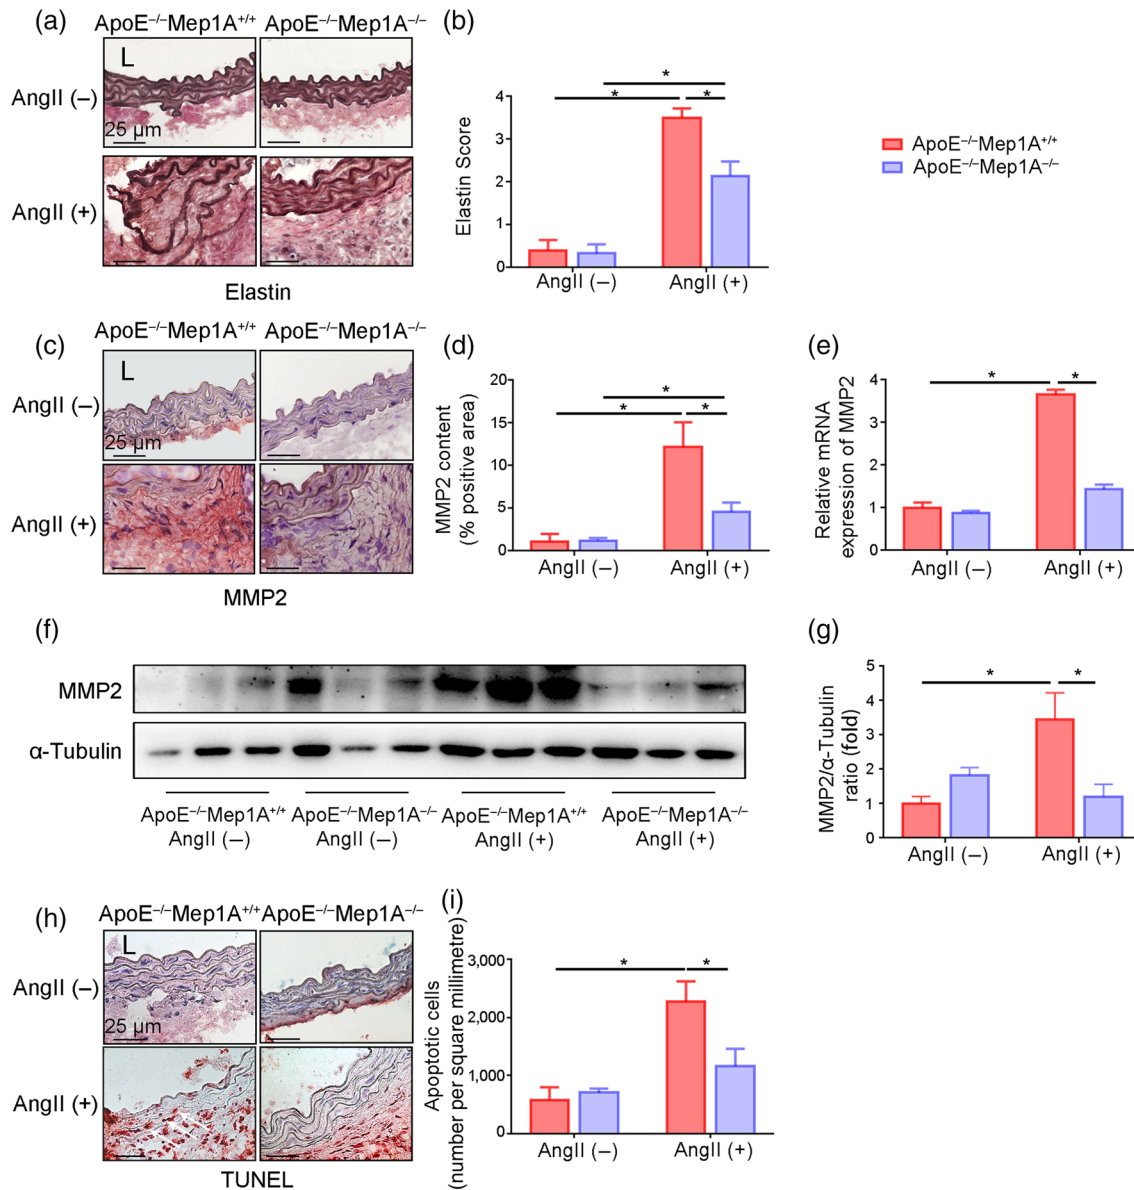 (a)
ApoE⁻/⁻Mep1A⁺/⁺ ApoE⁻/⁻Mep1A⁻/⁻
AngII (–)
L
25 µm
AngII (+)
Elastin
(b)
Elastin Score
4
3
2
1
0
*
*
*
AngII (–) AngII (+)
ApoE⁻/⁻Mep1A⁺/⁺
ApoE⁻/⁻Mep1A⁻/⁻
(c)
ApoE⁻/⁻Mep1A⁺/⁺ ApoE⁻/⁻Mep1A⁻/⁻
AngII (–)
L
25 µm
AngII (+)
MMP2
(d)
MMP2 content
(% positive area)
20
15
10
5
0
*
*
*
AngII (–) AngII (+)
(e)
Relative mRNA
expression of MMP2
4
3
2
1
0
*
*
AngII (–) AngII (+)
(f)
MMP2
α-Tubulin
ApoE⁻/⁻Mep1A⁺/⁺ ApoE⁻/⁻Mep1A⁻/⁻ ApoE⁻/⁻Mep1A⁺/⁺ ApoE⁻/⁻Mep1A⁻/⁻
AngII (–) AngII (–) AngII (+) AngII (+)
(g)
MMP2/α-Tubulin
ratio (fold)
5
4
3
2
1
0
*
*
AngII (–) AngII (+)
(h)
ApoE⁻/⁻Mep1A⁺/⁺ApoE⁻/⁻Mep1A⁻/⁻
AngII (–)
L
25 µm
AngII (+)
TUNEL
(i)
Apoptotic cells
(number per square millimetre)
3,000
2,000
1,000
0
*
*
AngII (–) AngII (+)